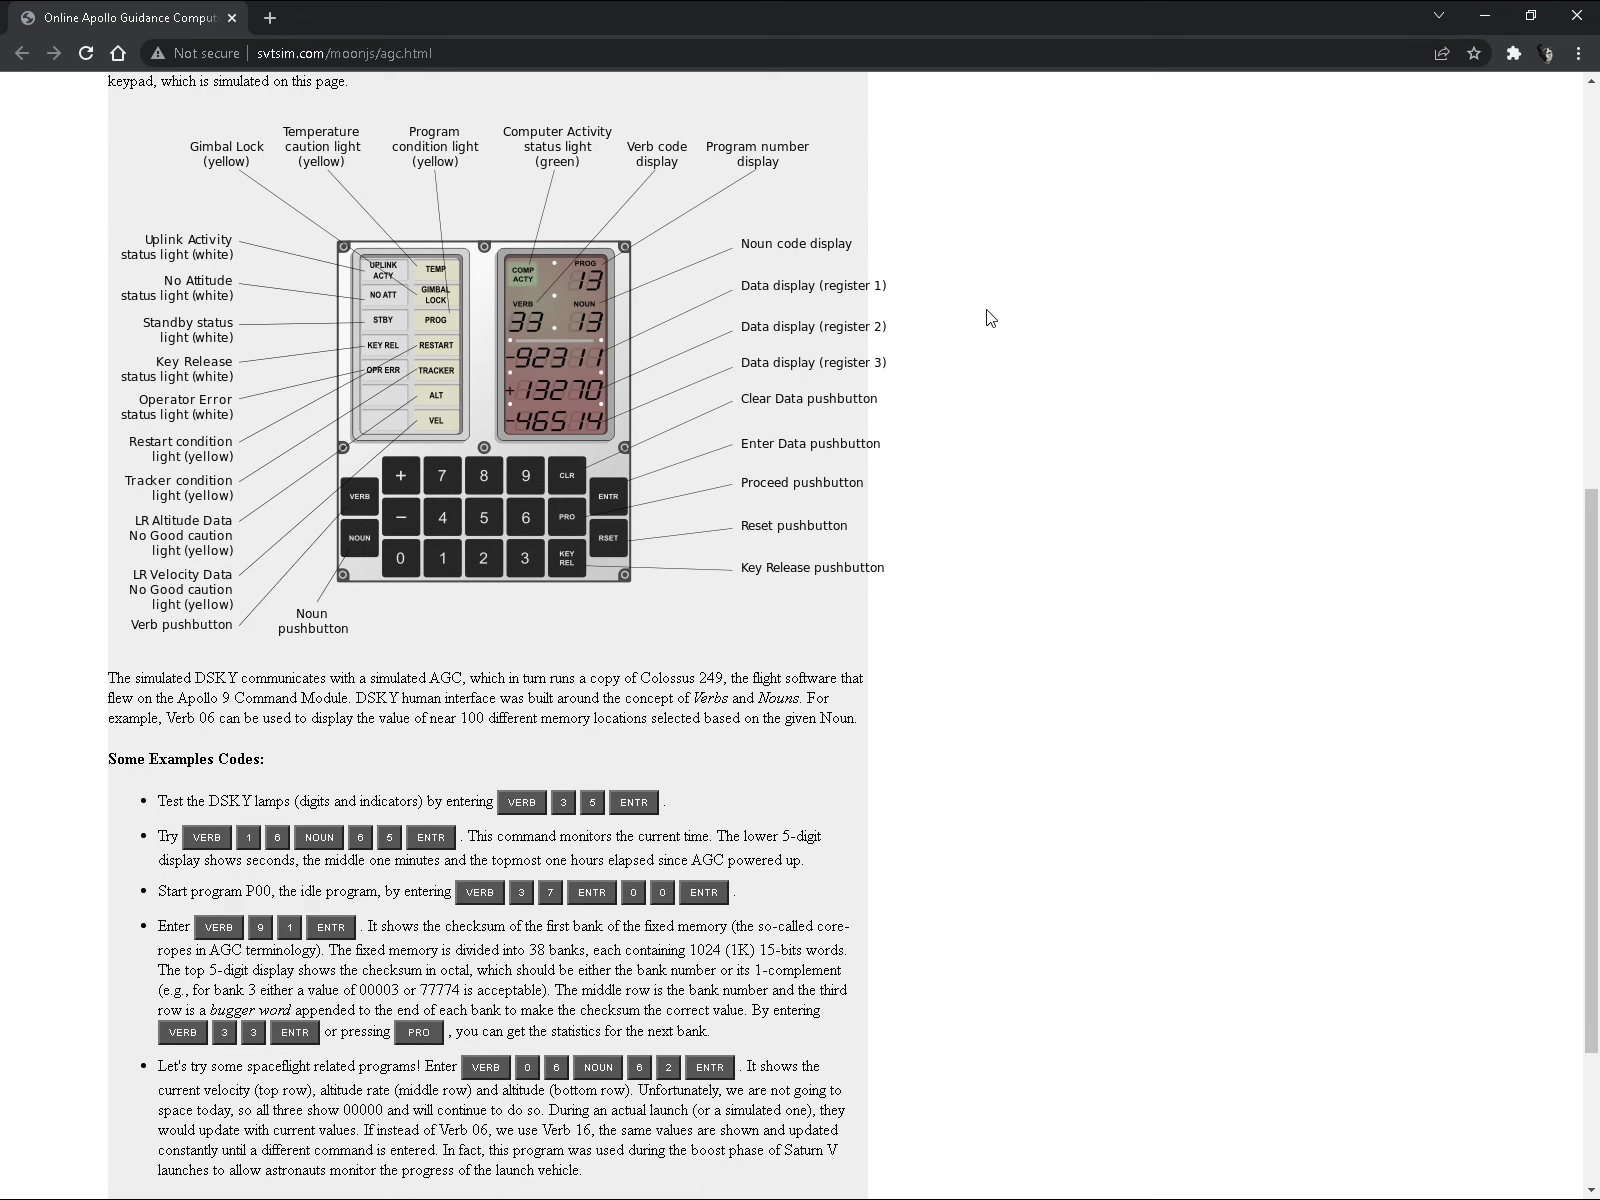 Online Apollo Guidance Comput
Not secure
svtsim.com/moonjs/agc.html
keypad, which is simulated on this page.
Gimbal Lock
(yellow)
Temperature
caution light
(yellow)
Program
condition light
(yellow)
Computer Activity
status light
(green)
Verb code
display
Program number
display
Uplink Activity
status light (white)
No Attitude
status light (white)
Standby status
light (white)
Key Release
status light (white)
Operator Error
status light (white)
Restart condition
light (yellow)
Tracker condition
light (yellow)
LR Altitude Data
No Good caution
light (yellow)
LR Velocity Data
No Good caution
light (yellow)
Verb pushbutton
Noun
pushbutton
UPLINK
ACTY
TEMP
NO ATT
GIMBAL
LOCK
STBY
PROG
KEY REL
RESTART
OPR ERR
TRACKER
ALT
VEL
COMP
ACTY
PROG
13
VERB
NOUN
33 13
-92311
+13270
-46514
VERB
NOUN
+ 7 8 9 CLR
- 4 5 6 PRO
0 1 2 3 KEY REL
ENTR
RSET
Noun code display
Data display (register 1)
Data display (register 2)
Data display (register 3)
Clear Data pushbutton
Enter Data pushbutton
Proceed pushbutton
Reset pushbutton
Key Release pushbutton
The simulated DSKY communicates with a simulated AGC, which in turn runs a copy of Colossus 249, the flight software that
flew on the Apollo 9 Command Module. DSKY human interface was built around the concept of Verbs and Nouns. For
example, Verb 06 can be used to display the value of near 100 different memory locations selected based on the given Noun.
Some Examples Codes:
Test the DSKY lamps (digits and indicators) by entering VERB 3 5 ENTR .
Try VERB 1 6 NOUN 6 5 ENTR . This command monitors the current time. The lower 5-digit
display shows seconds, the middle one minutes and the topmost one hours elapsed since AGC powered up.
Start program P00, the idle program, by entering VERB 3 7 ENTR 0 0 ENTR .
Enter VERB 9 1 ENTR . It shows the checksum of the first bank of the fixed memory (the so-called core-
ropes in AGC terminology). The fixed memory is divided into 38 banks, each containing 1024 (1K) 15-bits words.
The top 5-digit display shows the checksum in octal, which should be either the bank number or its 1-complement
(e.g., for bank 3 either a value of 00003 or 77774 is acceptable). The middle row is the bank number and the third
row is a bugger word appended to the end of each bank to make the checksum the correct value. By entering
VERB 3 3 ENTR or pressing PRO , you can get the statistics for the next bank.
Let's try some spaceflight related programs! Enter VERB 0 6 NOUN 6 2 ENTR . It shows the
current velocity (top row), altitude rate (middle row) and altitude (bottom row). Unfortunately, we are not going to
space today, so all three show 00000 and will continue to do so. During an actual launch (or a simulated one), they
would update with current values. If instead of Verb 06, we use Verb 16, the same values are shown and updated
constantly until a different command is entered. In fact, this program was used during the boost phase of Saturn V
launches to allow astronauts monitor the progress of the launch vehicle.